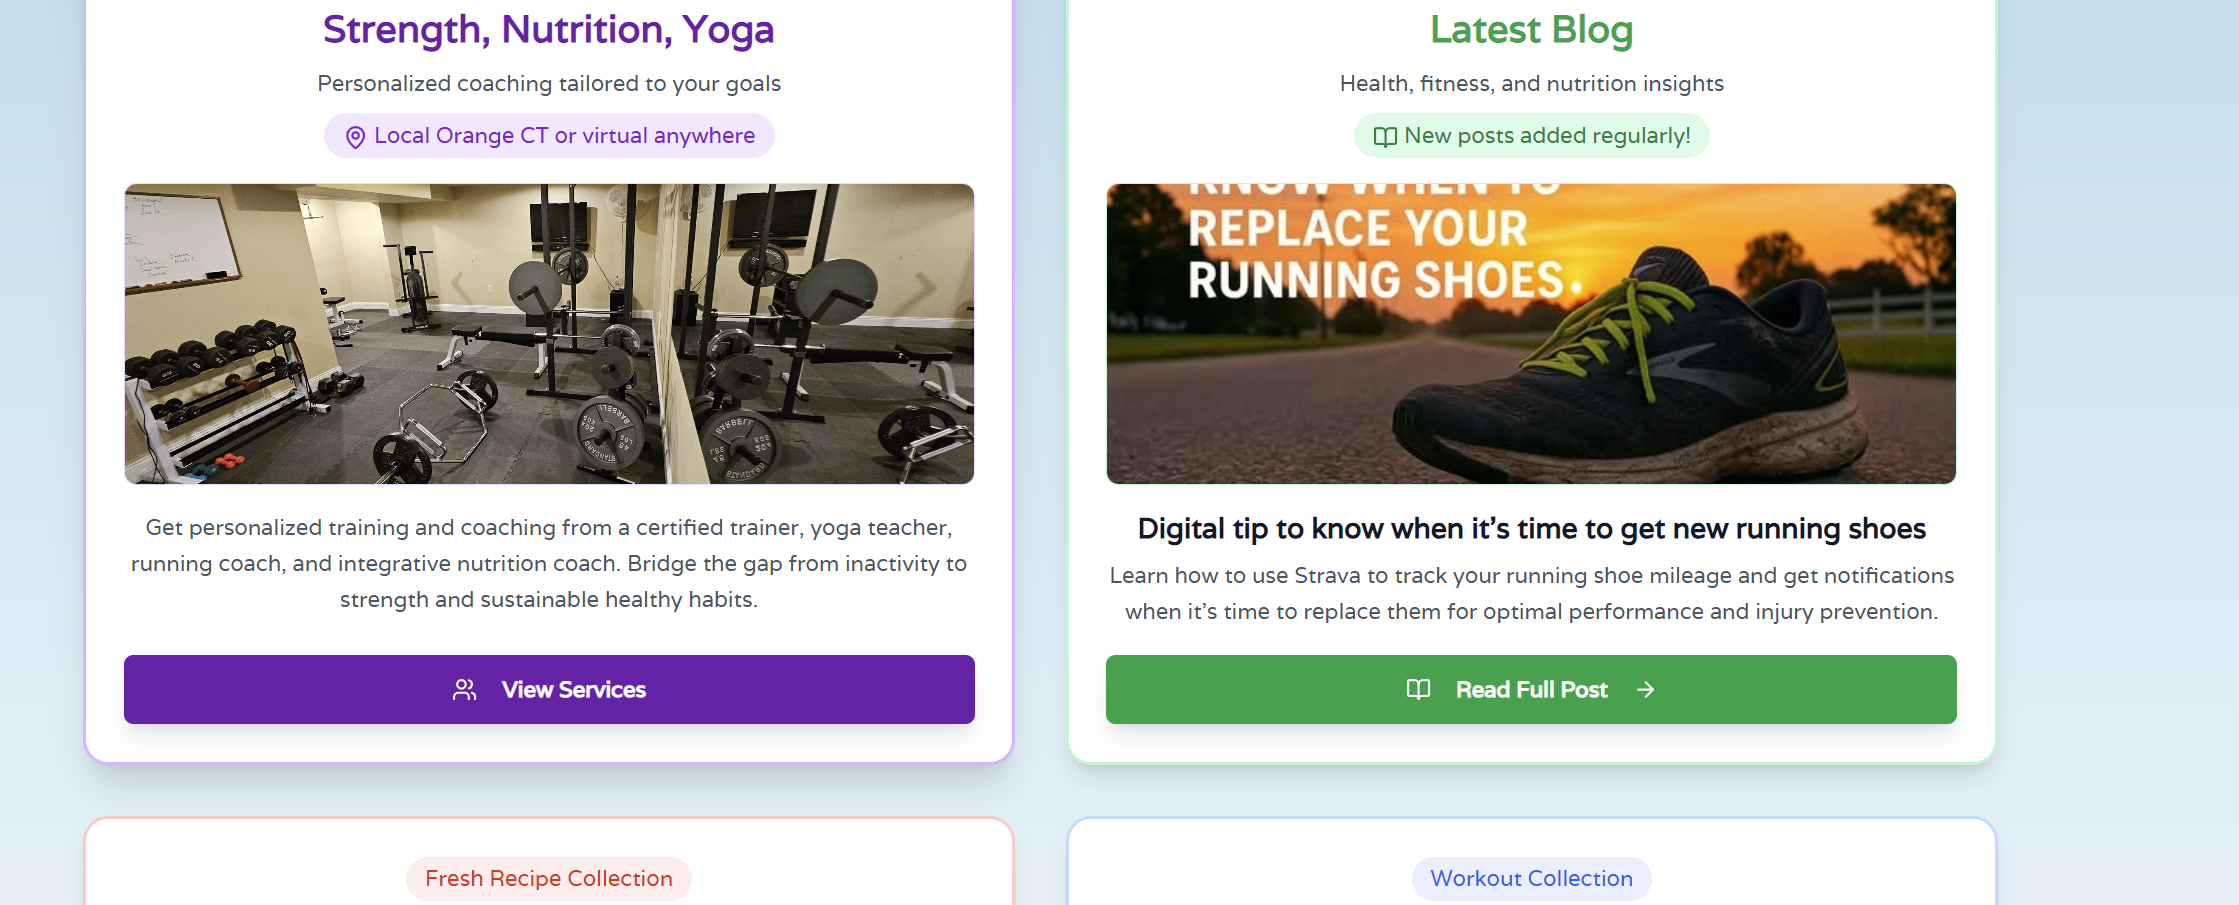 Strength, Nutrition, Yoga
Personalized coaching tailored to your goals
Local Orange CT or virtual anywhere
Get personalized training and coaching from a certified trainer, yoga teacher,
running coach, and integrative nutrition coach. Bridge the gap from inactivity to
strength and sustainable healthy habits.
View Services
Latest Blog
Health, fitness, and nutrition insights
New posts added regularly!
KNOW WHEN TO
REPLACE YOUR
RUNNING SHOES.
Digital tip to know when it's time to get new running shoes
Learn how to use Strava to track your running shoe mileage and get notifications
when it's time to replace them for optimal performance and injury prevention.
Read Full Post
Fresh Recipe Collection
Workout Collection